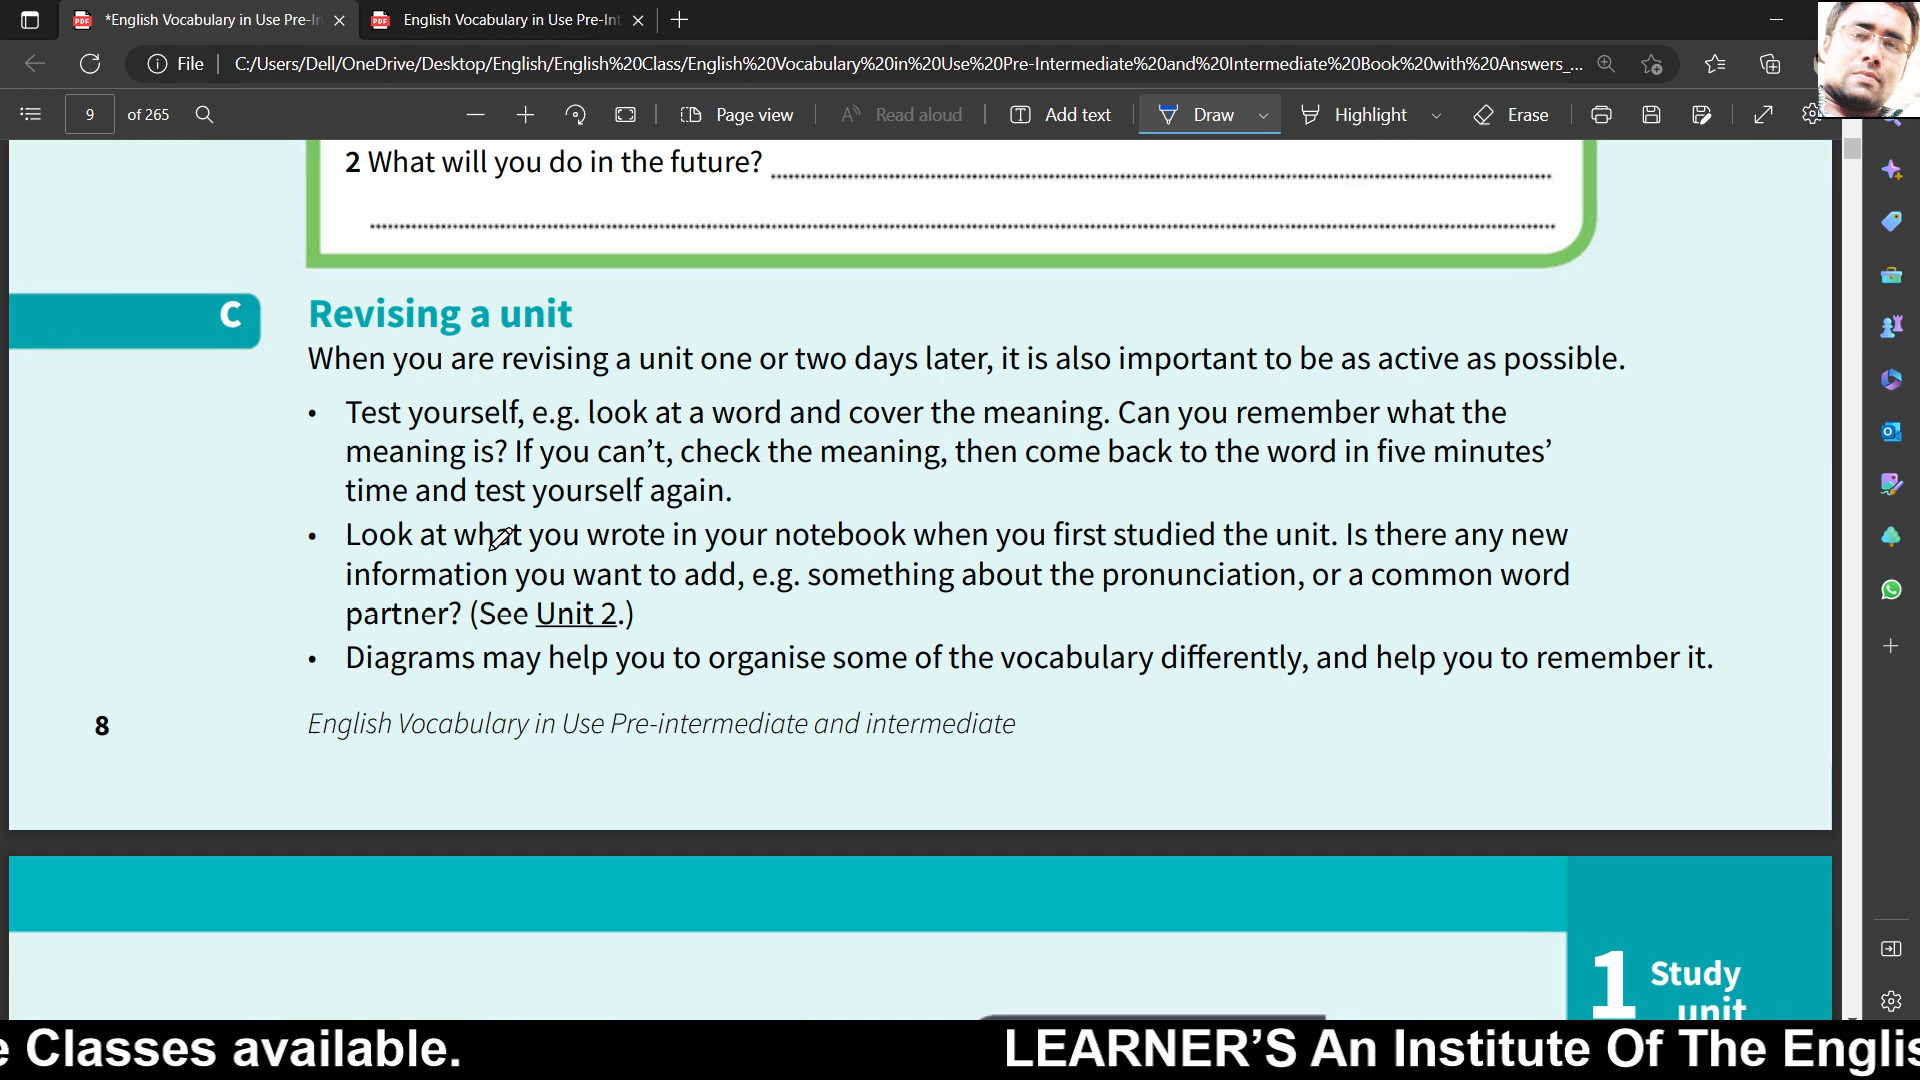 *English Vocabulary in Use Pre-In
English Vocabulary in Use Pre-Int
File
C:/Users/Dell/OneDrive/Desktop/English/English%20Class/English%20Vocabulary%20in%20Use%20Pre-Intermediate%20and%20Intermediate%20Book%20with%20Answers_...
9 of 265
Page view
Read aloud
Add text
Draw
Highlight
Erase
2 What will you do in the future?
C
Revising a unit
When you are revising a unit one or two days later, it is also important to be as active as possible.
• Test yourself, e.g. look at a word and cover the meaning. Can you remember what the
meaning is? If you can’t, check the meaning, then come back to the word in five minutes’
time and test yourself again.
• Look at what you wrote in your notebook when you first studied the unit. Is there any new
information you want to add, e.g. something about the pronunciation, or a common word
partner? (See Unit 2.)
• Diagrams may help you to organise some of the vocabulary differently, and help you to remember it.
8
English Vocabulary in Use Pre-intermediate and intermediate
1 Study
unit
e Classes available.
LEARNER’S An Institute Of The Englis